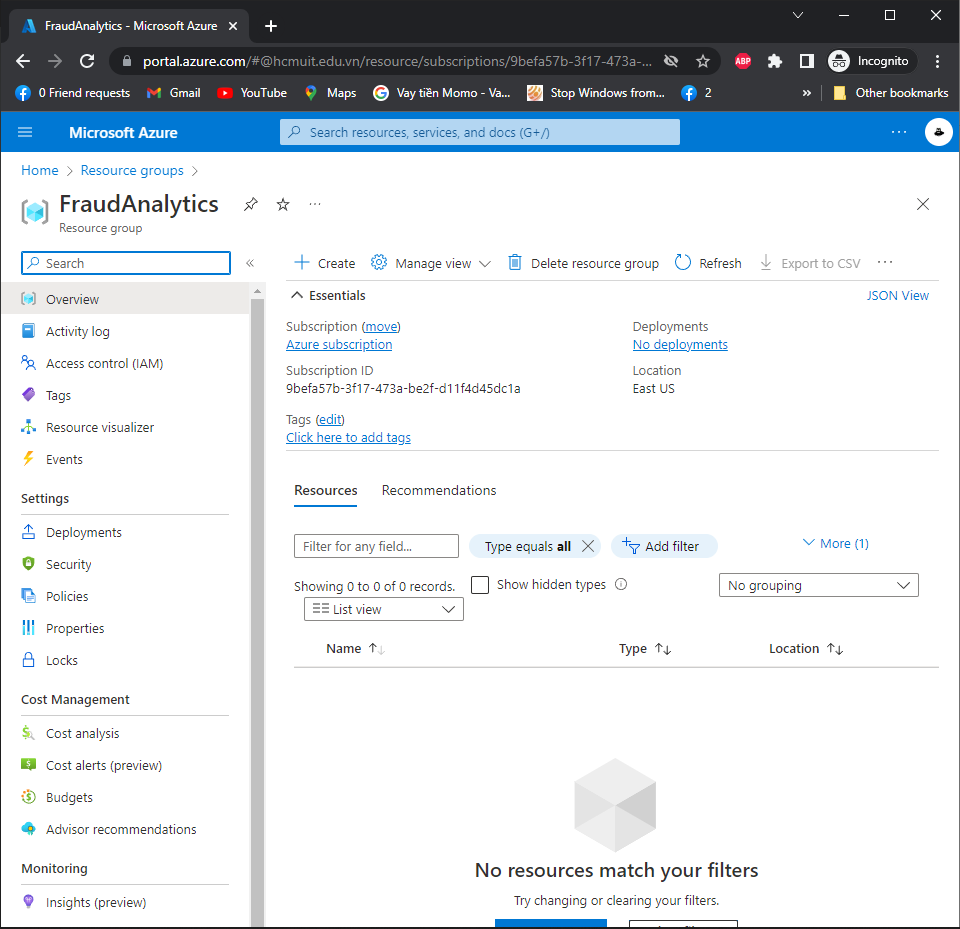 FraudAnalytics - Microsoft Azure
portal.azure.com/#@hcmuit.edu.vn/resource/subscriptions/9befa57b-3f17-473a-...
ABP
Incognito
0 Friend requests
Gmail
YouTube
Maps
Vay tiền Momo - Va...
Stop Windows from...
2
»
Other bookmarks
Microsoft Azure
Search resources, services, and docs (G+/)
Home > Resource groups >
FraudAnalytics
Resource group
Search
«
Overview
Activity log
Access control (IAM)
Tags
Resource visualizer
Events
Settings
Deployments
Security
Policies
Properties
Locks
Cost Management
Cost analysis
Cost alerts (preview)
Budgets
Advisor recommendations
Monitoring
Insights (preview)
Create
Manage view
Delete resource group
Refresh
Export to CSV
Essentials
JSON View
Subscription (move)
Azure subscription
Subscription ID
9befa57b-3f17-473a-be2f-d11f4d45dc1a
Tags (edit)
Click here to add tags
Deployments
No deployments
Location
East US
Resources
Recommendations
Filter for any field...
Type equals all
Add filter
More (1)
Showing 0 to 0 of 0 records.
Show hidden types
No grouping
List view
Name
Type
Location
No resources match your filters
Try changing or clearing your filters.